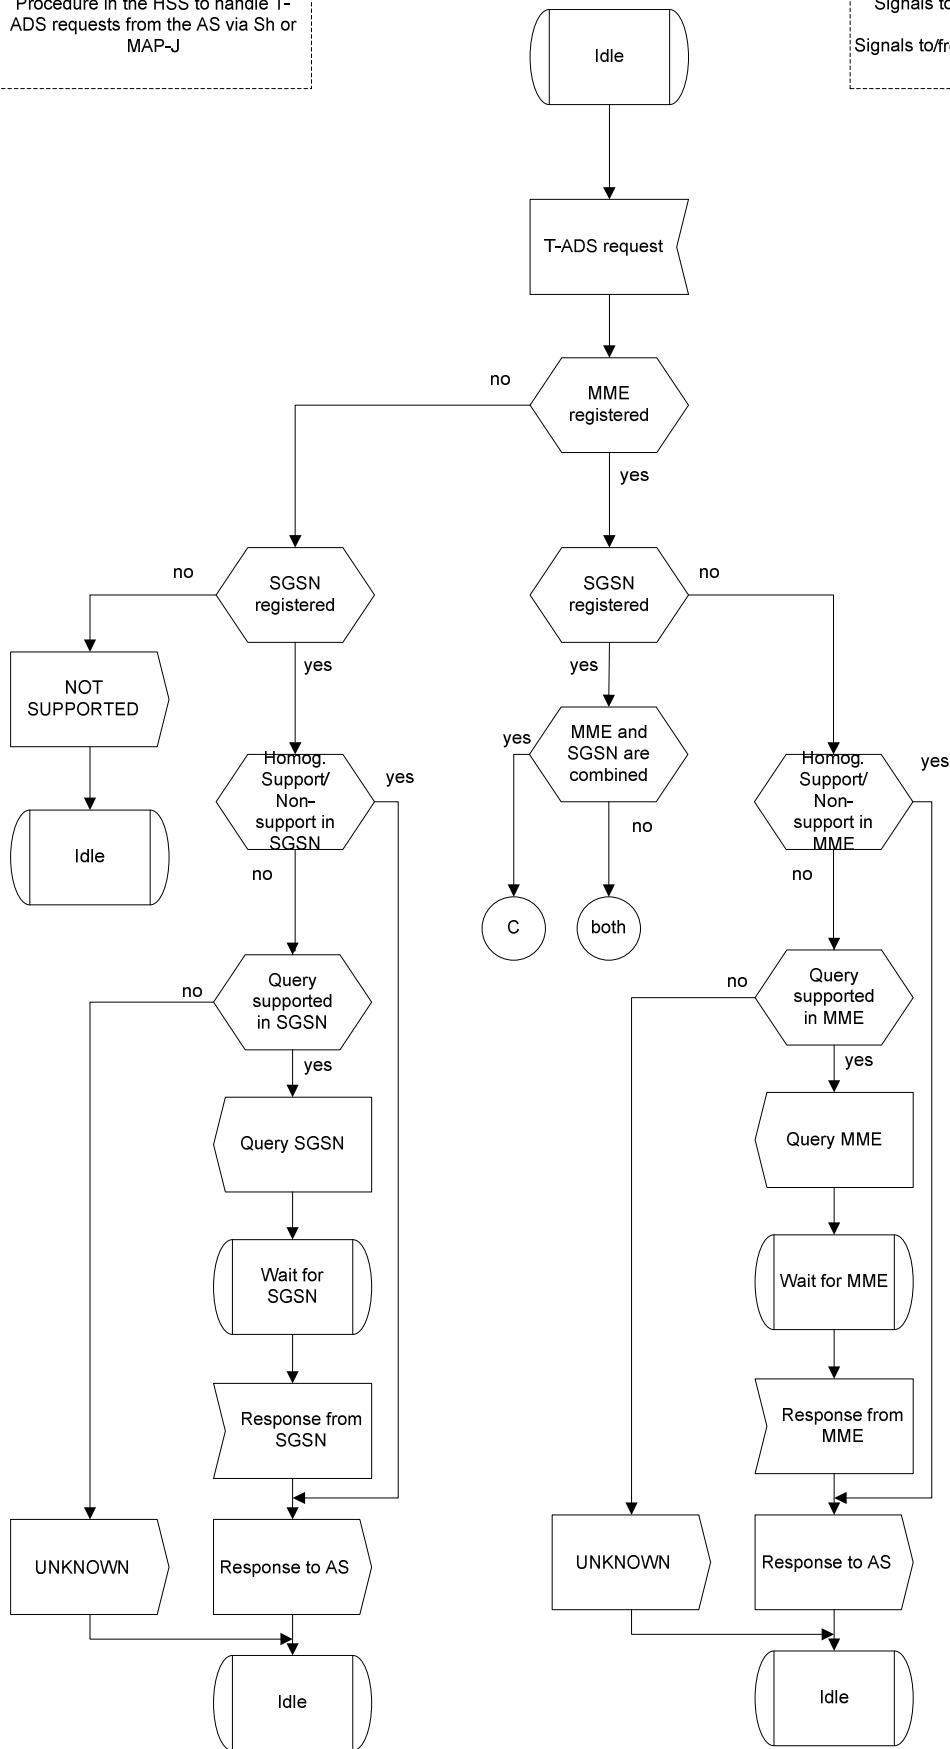 Procedure in the HSS to handle T-
ADS requests from the AS via Sh or
MAP-J
Signals to
Signals to/fr
Idle
T-ADS request
no
MME
registered
yes
no
SGSN
registered
SGSN
registered
no
yes
yes
NOT
SUPPORTED
yes
MME and
SGSN are
combined
Homog.
Support/
Non-
support in
SGSN
yes
Homog.
Support/
Non-
support in
MME
yes
no
Idle
no
no
C
both
no
Query
supported
in SGSN
no
Query
supported
in MME
yes
yes
Query SGSN
Query MME
Wait for
SGSN
Wait for MME
Response from
SGSN
Response from
MME
UNKNOWN
Response to AS
UNKNOWN
Response to AS
Idle
Idle